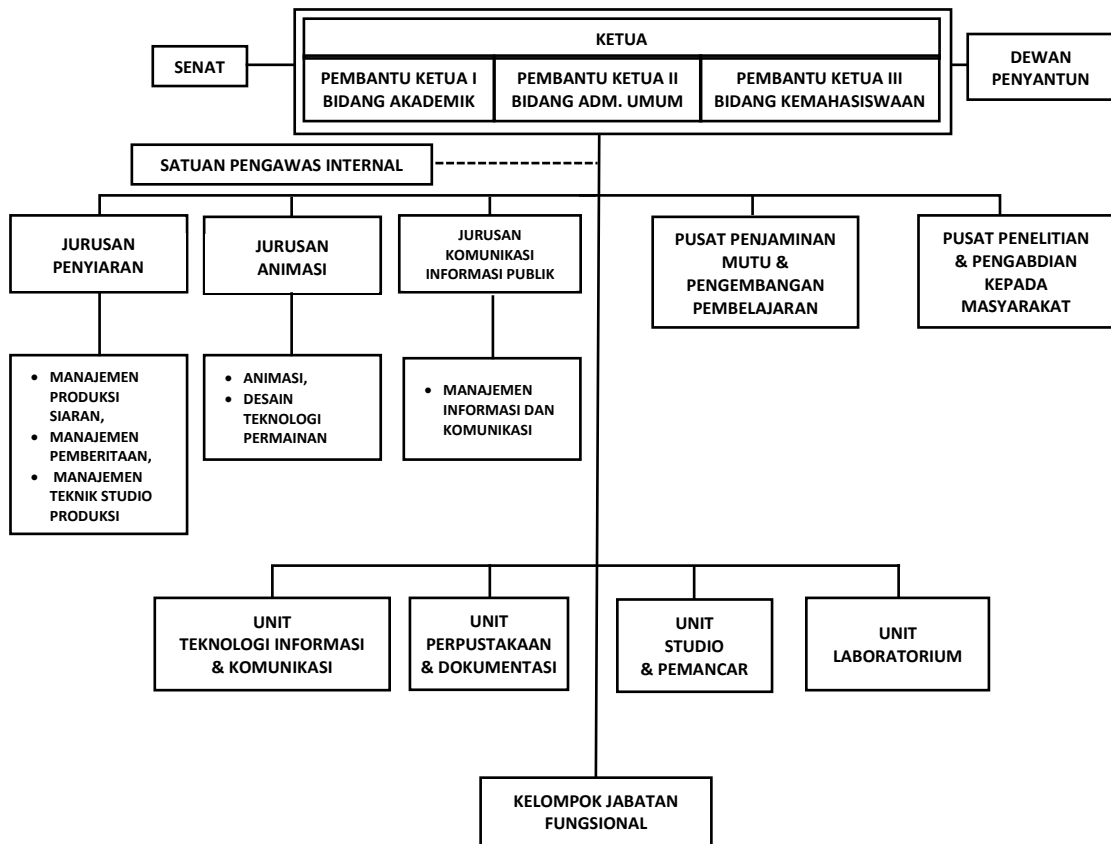 KETUA
SENAT
PEMBANTU KETUA I
BIDANG AKADEMIK
PEMBANTU KETUA II
BIDANG ADM. UMUM
PEMBANTU KETUA III
BIDANG KEMAHASISWAAN
DEWAN
PENYANTUN
SATUAN PENGAWAS INTERNAL
JURUSAN
PENYIARAN
JURUSAN
ANIMASI
JURUSAN
KOMUNIKASI
INFORMASI PUBLIK
PUSAT PENJAMINAN
MUTU &
PENGEMBANGAN
PEMBELAJARAN
PUSAT PENELITIAN
& PENGABDIAN
KEPADA
MASYARAKAT
• MANAJEMEN
PRODUKSI
SIARAN,
• MANAJEMEN
PEMBERITAAN,
• MANAJEMEN
TEKNIK STUDIO
PRODUKSI
• ANIMASI,
• DESAIN
TEKNOLOGI
PERMAINAN
• MANAJEMEN
INFORMASI DAN
KOMUNIKASI
UNIT
TEKNOLOGI INFORMASI
& KOMUNIKASI
UNIT
PERPUSTAKAAN
& DOKUMENTASI
UNIT
STUDIO
& PEMANCAR
UNIT
LABORATORIUM
KELOMPOK JABATAN
FUNGSIONAL